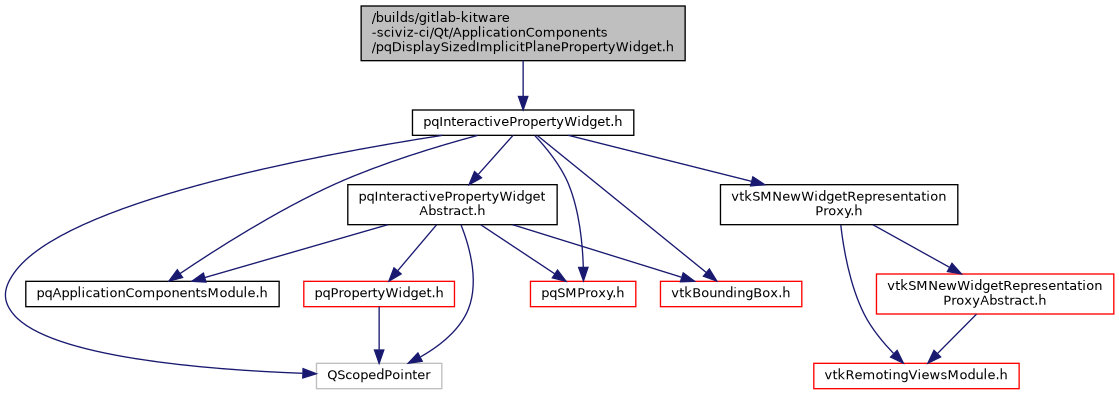 /builds/gitlab-kitware
-sciviz-ci/Qt/ApplicationComponents
/pqDisplaySizedImplicitPlanePropertyWidget.h
pqInteractivePropertyWidget.h
pqInteractivePropertyWidget
Abstract.h
vtkSMNewWidgetRepresentation
Proxy.h
pqApplicationComponentsModule.h
pqPropertyWidget.h
pqSMProxy.h
vtkBoundingBox.h
vtkSMNewWidgetRepresentation
ProxyAbstract.h
QScopedPointer
vtkRemotingViewsModule.h